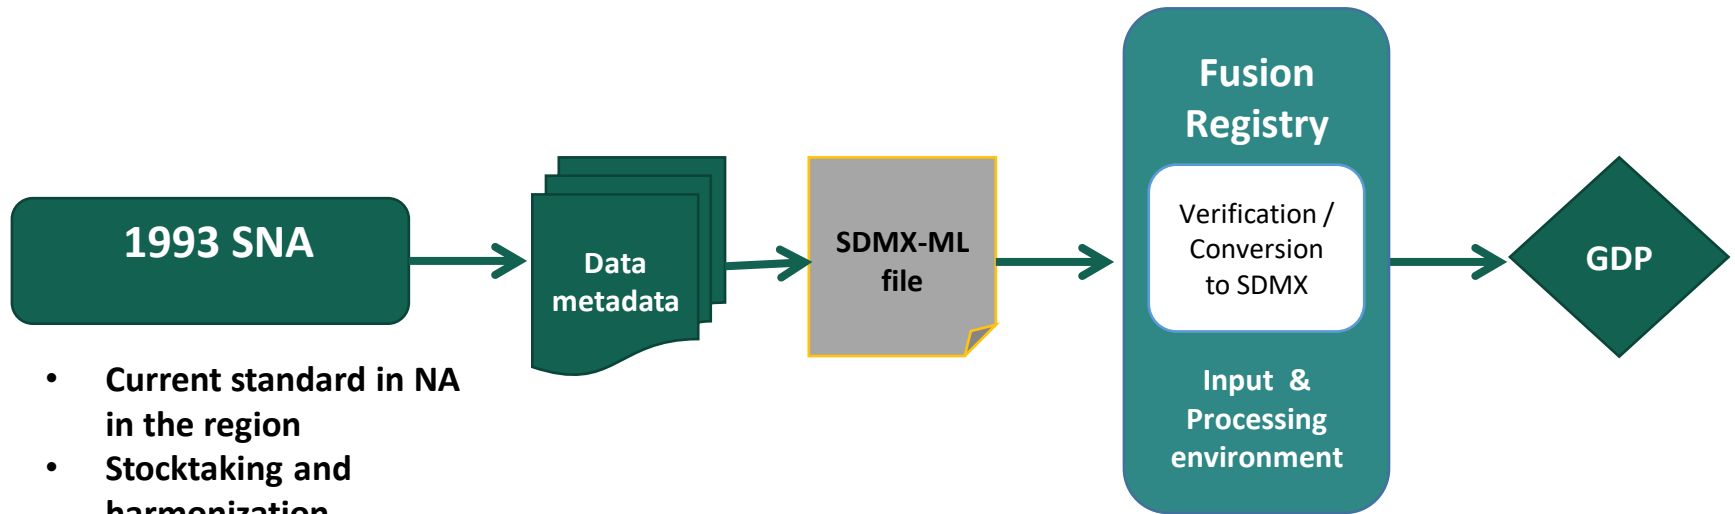 1993 SNA
• Current standard in NA
in the region
• Stocktaking and
harmonization
Data
metadata
SDMX-ML
file
Fusion
Registry
Verification /
Conversion
to SDMX
Input & 
Processing
environment
GDP